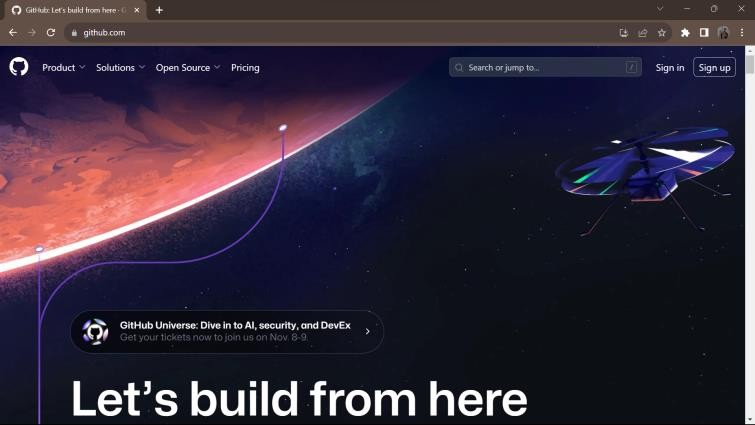 GitHub: Let's build from here · G
github.com
Product
Solutions
Open Source
Pricing
Search or jump to...
/
Sign in
Sign up
GitHub Universe: Dive in to AI, security, and DevEx
Get your tickets now to join us on Nov. 8-9.
Let's build from here